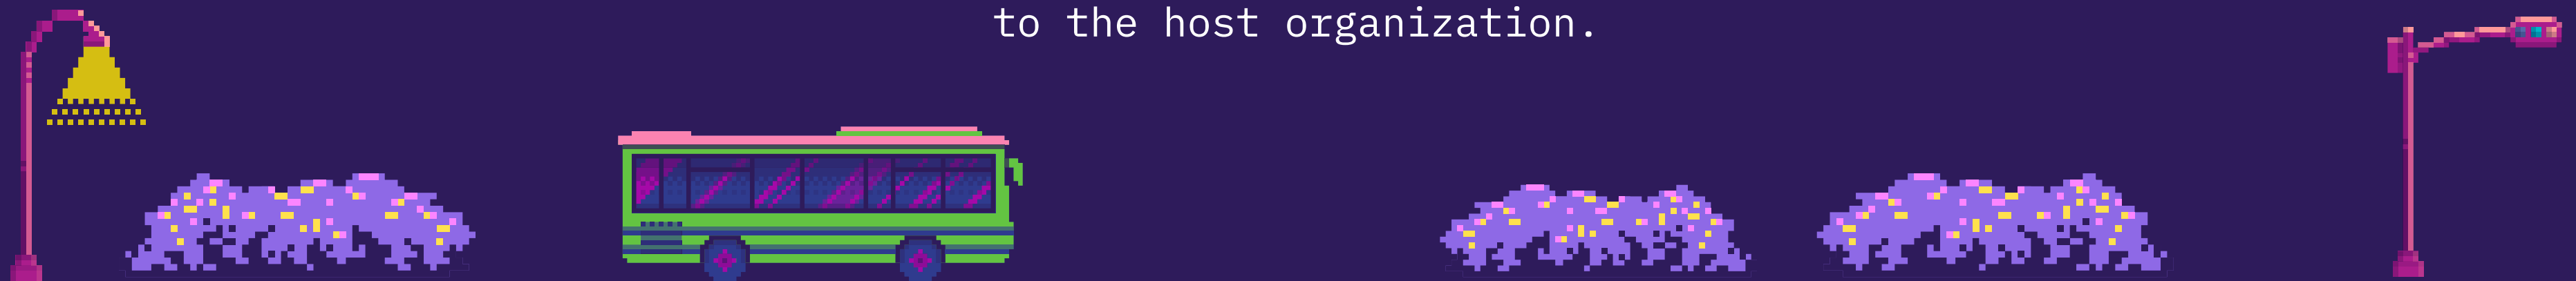 to the host organization.